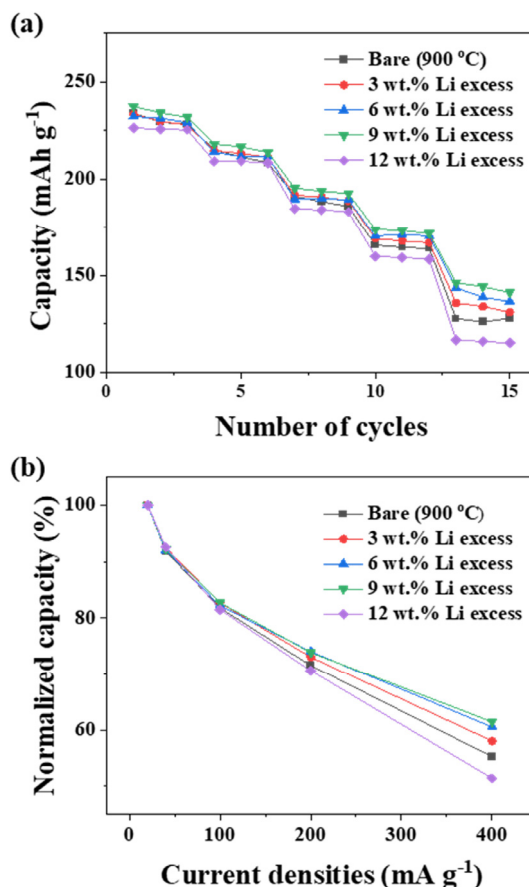 (a)
Bare (900 °C)
3 wt.% Li excess
6 wt.% Li excess
9 wt.% Li excess
12 wt.% Li excess
250
200
150
100
Capacity (mAh g⁻¹)
0 5 10 15
Number of cycles
(b)
Bare (900 °C)
3 wt.% Li excess
6 wt.% Li excess
9 wt.% Li excess
12 wt.% Li excess
100
80
60
Normalized capacity (%)
0 100 200 300 400
Current densities (mA g⁻¹)